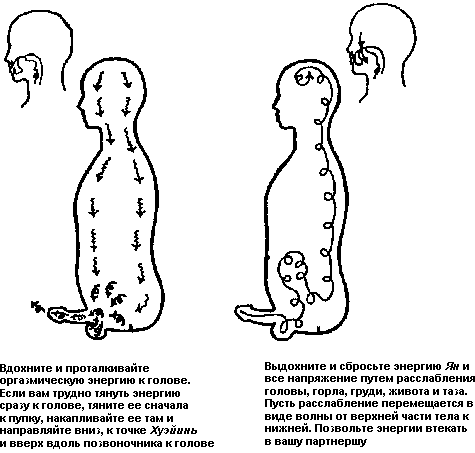 Вдохните и проталкивайте
оргазмическую энергию к голове.
Если вам трудно тянуть энергию
сразу к голове, тяните ее сначала
к пупку, накапливайте ее там и
направляйте вниз, к точке Хуэйинь
и вверх вдоль позвоночника к голове
Выдохните и сбросьте энергию Ян и
все напряжение путем расслабления
головы, горла, груди, живота и таза.
Пусть расслабление перемещается в
виде волны от верхней части тела к
нижней. Позвольте энергии втекать
в вашу партнершу